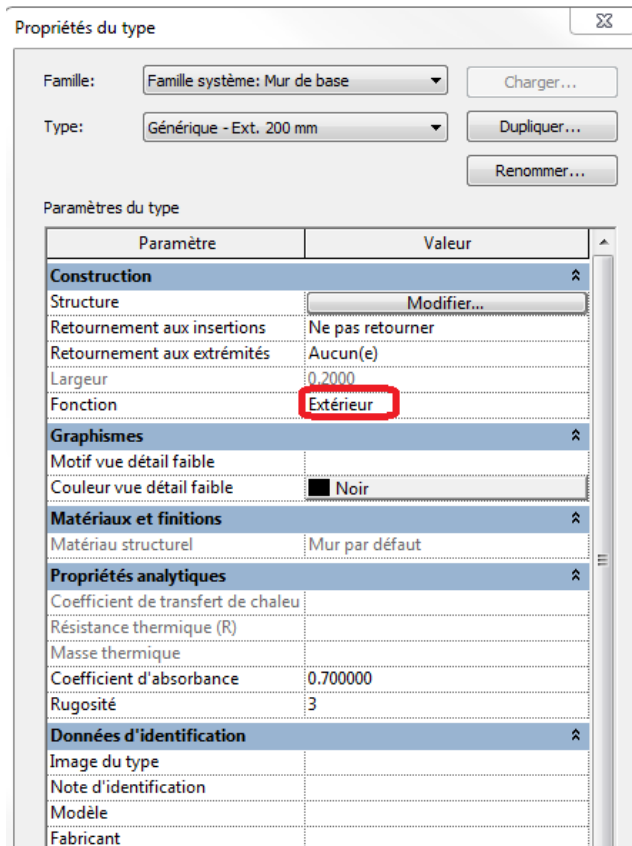 Propriétés du type
Famille: Famille système: Mur de base Charger...
Type: Générique - Ext. 200 mm Dupliquer...
Renommer...
Paramètres du type
Paramètre Valeur
Construction
Structure Modifier...
Retournement aux insertions Ne pas retourner
Retournement aux extrémités Aucun(e)
Largeur 0.2000
Fonction Extérieur
Graphismes
Motif vue détail faible
Couleur vue détail faible Noir
Matériaux et finitions
Matériau structurel Mur par défaut
Propriétés analytiques
Coefficient de transfert de chaleu
Résistance thermique (R)
Masse thermique
Coefficient d'absorbance 0.700000
Rugosité 3
Données d'identification
Image du type
Note d'identification
Modèle
Fabricant